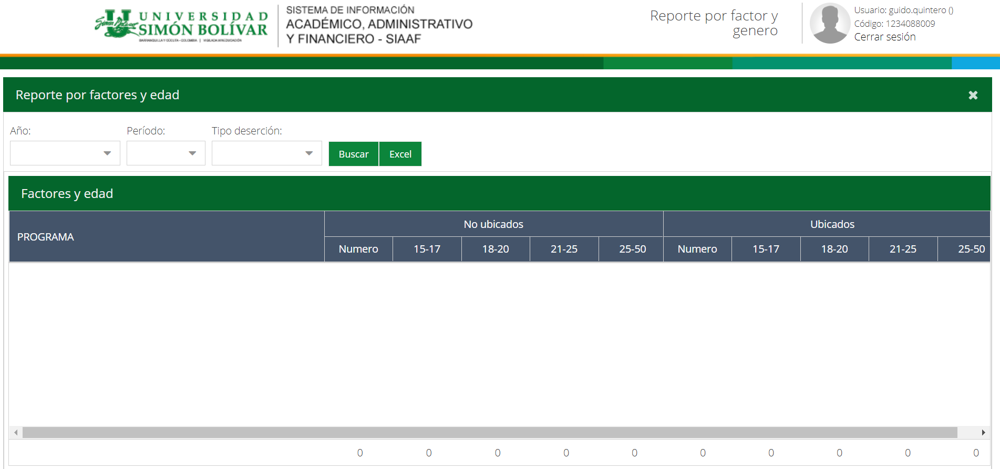 UNIVERSIDAD
SIMÓN BOLÍVAR
BARRANQUILLA Y CÚCUTA - COLOMBIA | VIGILADA MINEDUCACIÓN
SISTEMA DE INFORMACIÓN
ACADÉMICO, ADMINISTRATIVO
Y FINANCIERO - SIAAF
Reporte por factor y
genero
Usuario: guido.quintero ()
Código: 1234088009
Cerrar sesión
Reporte por factores y edad
Año: Período: Tipo deserción:
Buscar Excel
Factores y edad
PROGRAMA
No ubicados Ubicados
Numero 15-17 18-20 21-25 25-50 Numero 15-17 18-20 21-25 25-50
0 0 0 0 0 0 0 0 0 0